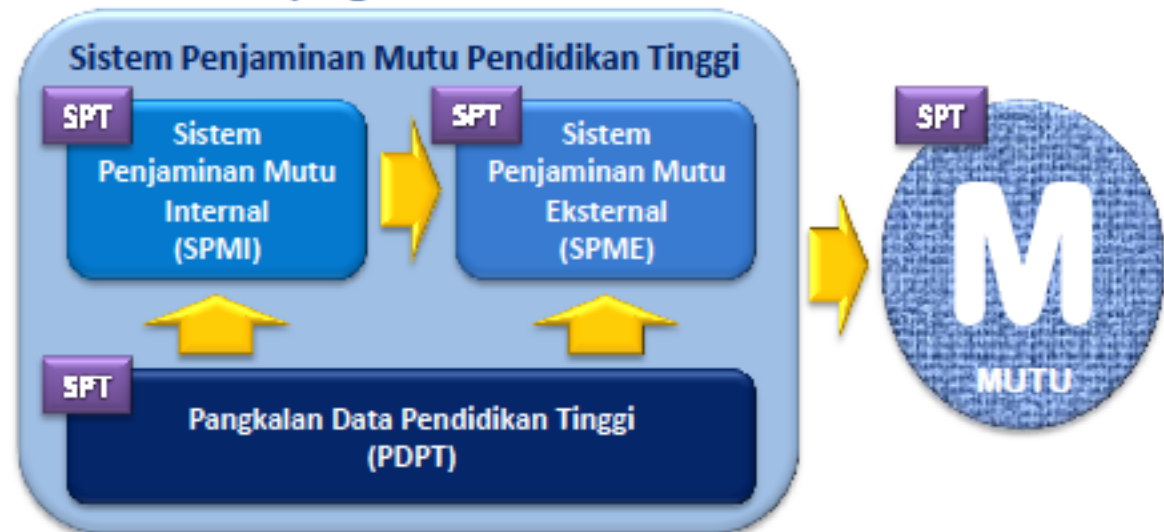 Sistem Penjaminan Mutu Pendidikan Tinggi
SPT
Sistem
Penjaminan Mutu
Internal
(SPMI)
SPT
Sistem
Penjaminan Mutu
Eksternal
(SPME)
SPT
Pangkalan Data Pendidikan Tinggi
(PDPT)
SPT
M
MUTU